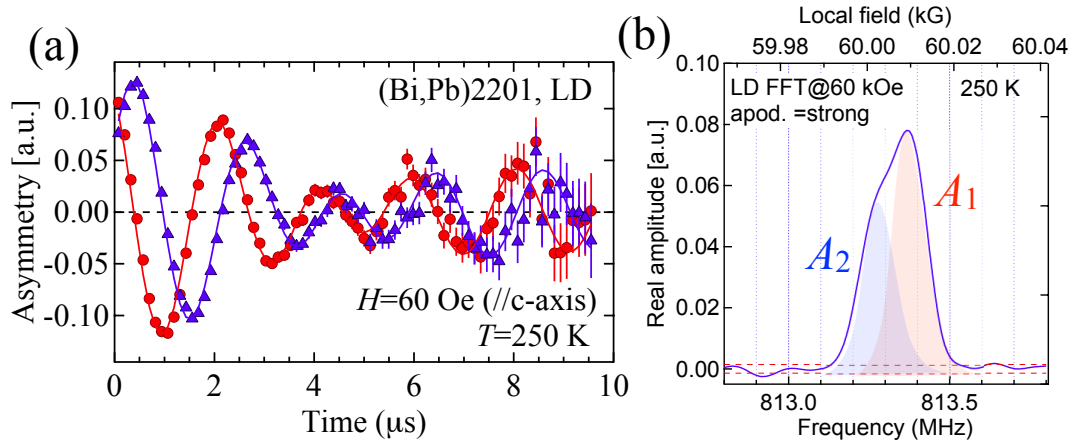 (a)
(Bi,Pb)2201, LD
H=60 Oe (//c-axis)
T=250 K
Asymmetry [a.u.]
0.10
0.05
0.00
-0.05
-0.10
0 2 4 6 8 10
Time (μs)
(b)
Local field (kG)
59.98 60.00 60.02 60.04
LD FFT@60 kOe 250 K
apod. =strong
Real amplitude [a.u.]
0.10
0.08
0.06
0.04
0.02
0.00
A1
A2
813.0 813.5
Frequency (MHz)